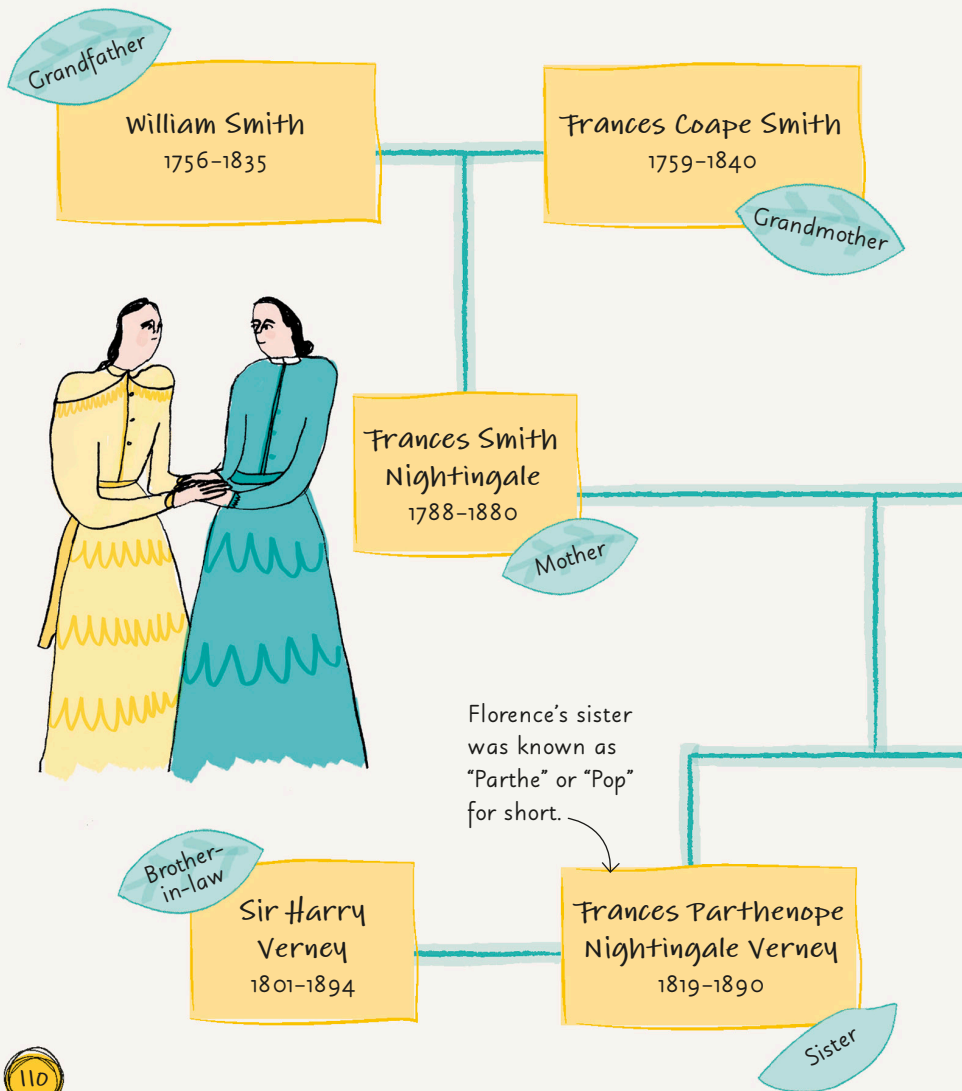 Grandfather
William Smith
1756–1835
Frances Coape Smith
1759–1840
Grandmother
Frances Smith
Nightingale
1788–1880
Mother
Florence's sister
was known as
“Parthe” or “Pop”
for short.
Brother-
in-law
Sir Harry
Verney
1801–1894
Frances Parthenope
Nightingale Verney
1819–1890
Sister
110